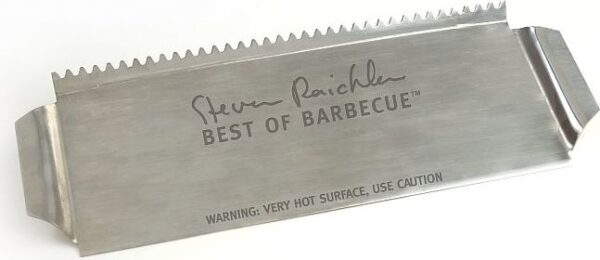 Steven Raichlen
BEST OF BARBECUE™
WARNING: VERY HOT SURFACE, USE CAUTION